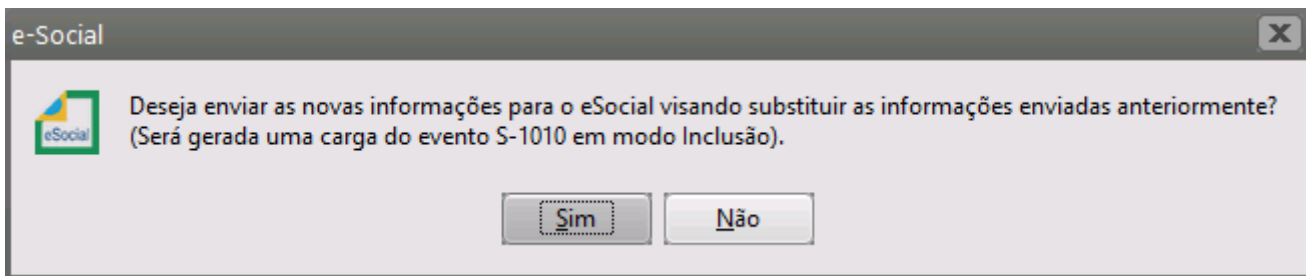 e-Social
Deseja enviar as novas informações para o eSocial visando substituir as informações enviadas anteriormente?
(Será gerada uma carga do evento S-1010 em modo Inclusão).
eSocial
Sim
Não